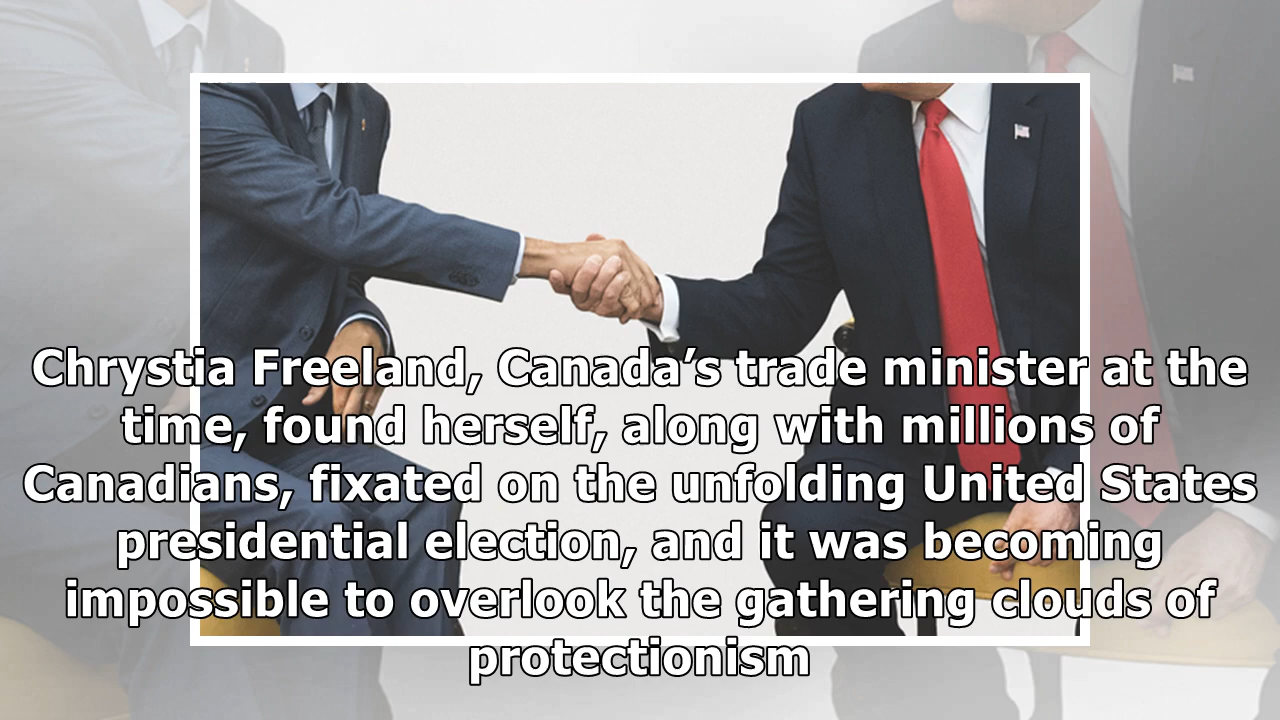 Chrystia Freeland, Canada’s trade minister at the
time, found herself, along with millions of
Canadians, fixated on the unfolding United States
presidential election, and it was becoming
impossible to overlook the gathering clouds of
protectionism